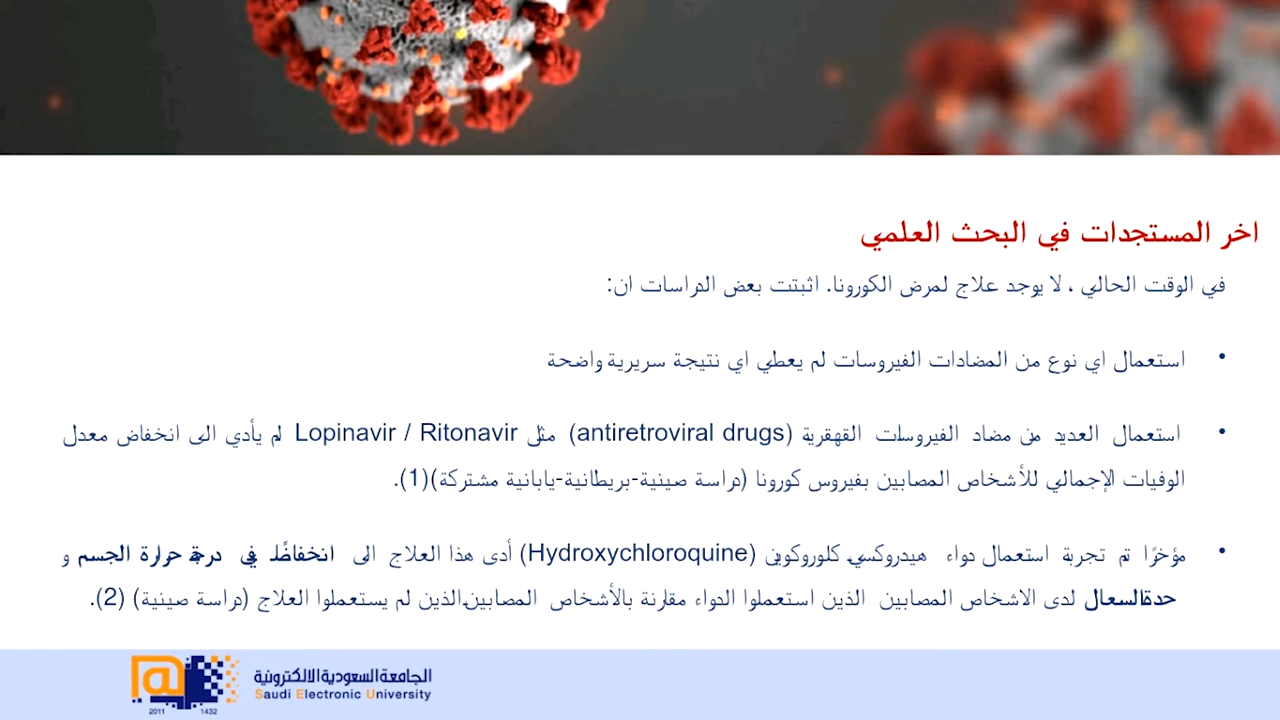 اخر المستجدات في البحث العلمي
في الوقت الحالي ، لا يوجد علاج لمرض الكورونا. اثبتت بعض الدراسات ان:
• استعمال اي نوع من المضادات الفيروسات لم يعطي اي نتيجة سريرية واضحة
• استعمال العديد من مضاد الفيروسات القهقرية (antiretroviral drugs) مثل Lopinavir / Ritonavir لم يأدي الى انخفاض معدل
الوفيات الإجمالي للأشخاص المصابين بفيروس كورونا (دراسة صينية-بريطانية-يابانية مشتركة)(1).
• مؤخرًا تم تجربة استعمال دواء هيدروكسي كلوروكوين (Hydroxychloroquine) أدى هذا العلاج الى انخفاضًا في درجة حرارة الجسم و
حدةالسعال لدى الاشخاص المصابين الذين استعملوا الدواء مقارنة بالأشخاص المصابين الذين لم يستعملوا العلاج (دراسة صينية) (2).
الجامعة السعودية الالكترونية
Saudi Electronic University
2011 1432